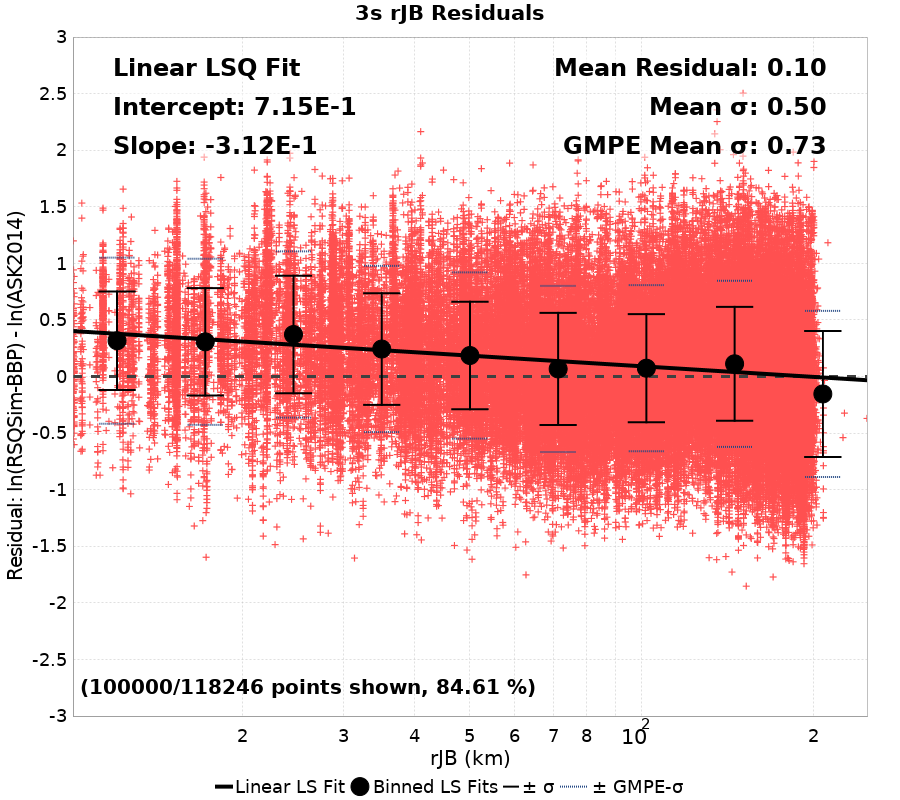 3s rJB Residuals
Linear LSQ Fit
Intercept: 7.15E-1
Slope: -3.12E-1
Mean Residual: 0.10
Mean σ: 0.50
GMPE Mean σ: 0.73
Residual: ln(RSQSim-BBP) - ln(ASK2014)
3
2.5
2
1.5
1
0.5
0
-0.5
-1
-1.5
-2
-2.5
-3
(100000/118246 points shown, 84.61 %)
2 3 4 5 6 7 8 10² 2
rJB (km)
Linear LS Fit Binned LS Fits ± σ ± GMPE-σ